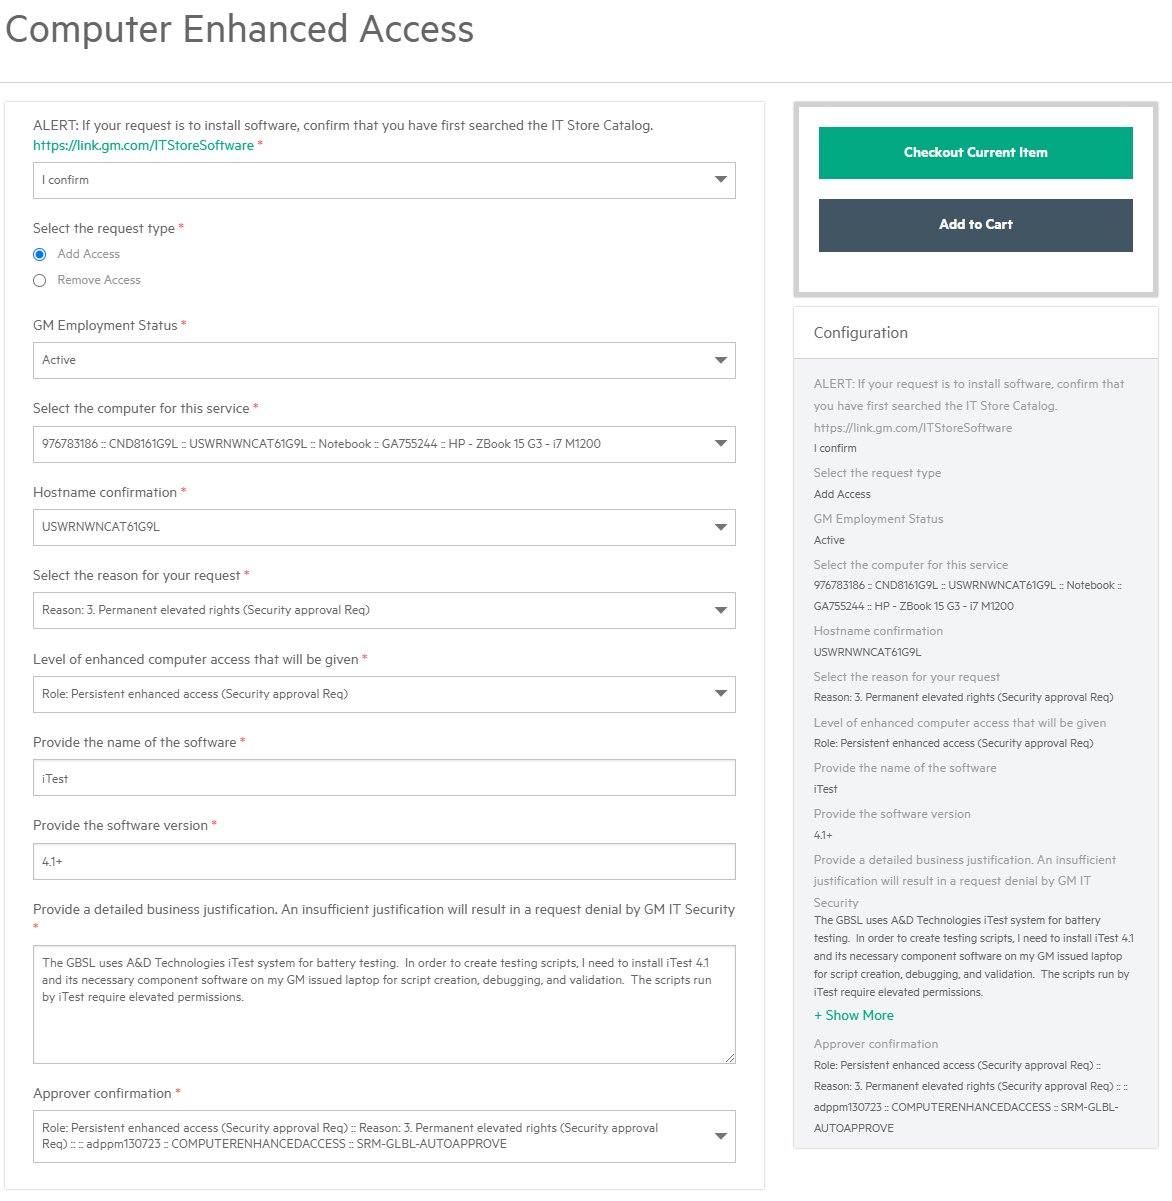 Computer Enhanced Access
ALERT: If your request is to install software, confirm that you have first searched the IT Store Catalog.
https://link.gm.com/ITStoreSoftware *
I confirm
Select the request type *
Add Access
Remove Access
GM Employment Status *
Active
Select the computer for this service *
976783186 :: CND8161G9L :: USWRNWNCAT61G9L :: Notebook :: GA755244 :: HP - ZBook 15 G3 - i7 M1200
Hostname confirmation *
USWRNWNCAT61G9L
Select the reason for your request *
Reason: 3. Permanent elevated rights (Security approval Req)
Level of enhanced computer access that will be given *
Role: Persistent enhanced access (Security approval Req)
Provide the name of the software *
iTest
Provide the software version *
4.1+
Provide a detailed business justification. An insufficient justification will result in a request denial by GM IT Security
*
The GBSL uses A&D Technologies iTest system for battery testing.  In order to create testing scripts, I need to install iTest 4.1
and its necessary component software on my GM issued laptop for script creation, debugging, and validation.  The scripts run
by iTest require elevated permissions.
Approver confirmation *
Role: Persistent enhanced access (Security approval Req) :: Reason: 3. Permanent elevated rights (Security approval
Req) :: :: adppm130723 :: COMPUTERENHANCEDACCESS :: SRM-GLBL-AUTOAPPROVE
Checkout Current Item
Add to Cart
Configuration
ALERT: If your request is to install software, confirm that
you have first searched the IT Store Catalog.
https://link.gm.com/ITStoreSoftware
I confirm
Select the request type
Add Access
GM Employment Status
Active
Select the computer for this service
976783186 :: CND8161G9L :: USWRNWNCAT61G9L :: Notebook ::
GA755244 :: HP - ZBook 15 G3 - i7 M1200
Hostname confirmation
USWRNWNCAT61G9L
Select the reason for your request
Reason: 3. Permanent elevated rights (Security approval Req)
Level of enhanced computer access that will be given
Role: Persistent enhanced access (Security approval Req)
Provide the name of the software
iTest
Provide the software version
4.1+
Provide a detailed business justification. An insufficient
justification will result in a request denial by GM IT
Security
The GBSL uses A&D Technologies iTest system for battery
testing.  In order to create testing scripts, I need to install iTest 4.1
and its necessary component software on my GM issued laptop
for script creation, debugging, and validation.  The scripts run by
iTest require elevated permissions.
+ Show More
Approver confirmation
Role: Persistent enhanced access (Security approval Req) ::
Reason: 3. Permanent elevated rights (Security approval Req) :: ::
adppm130723 :: COMPUTERENHANCEDACCESS :: SRM-GLBL-
AUTOAPPROVE